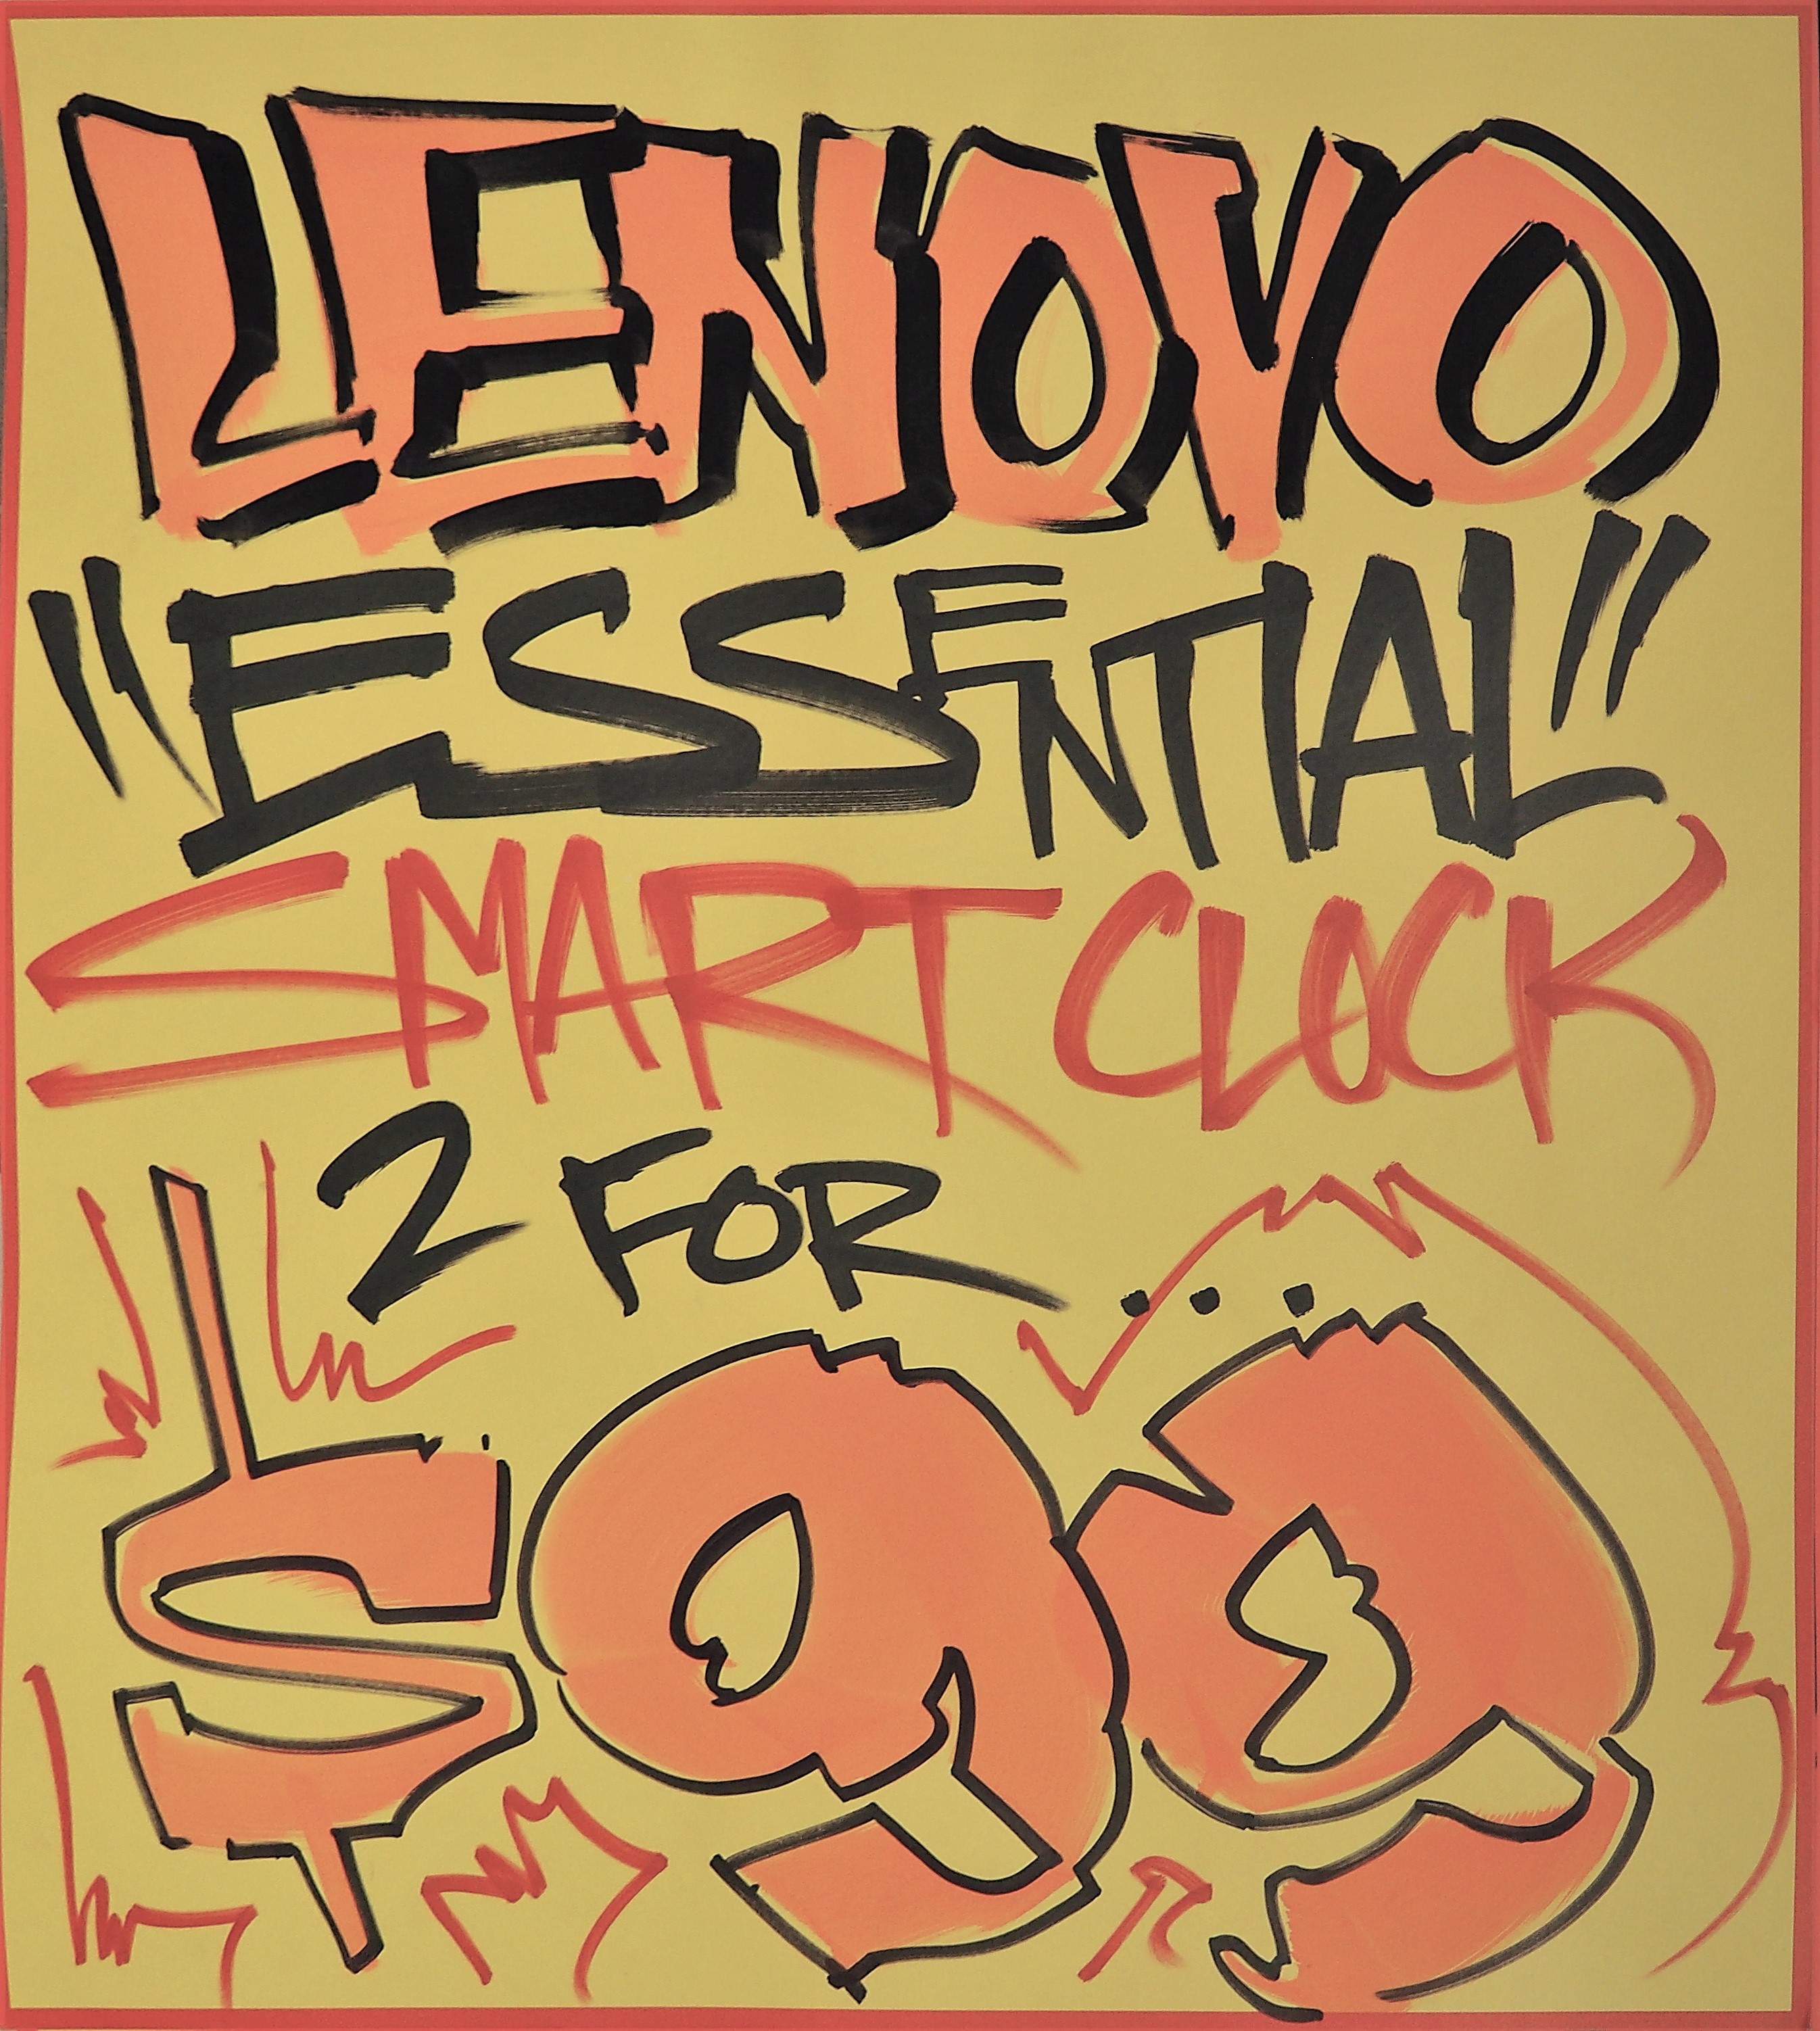 LENOVO
"ESSENTIAL"
SMART CLOCK
2 FOR...
$99